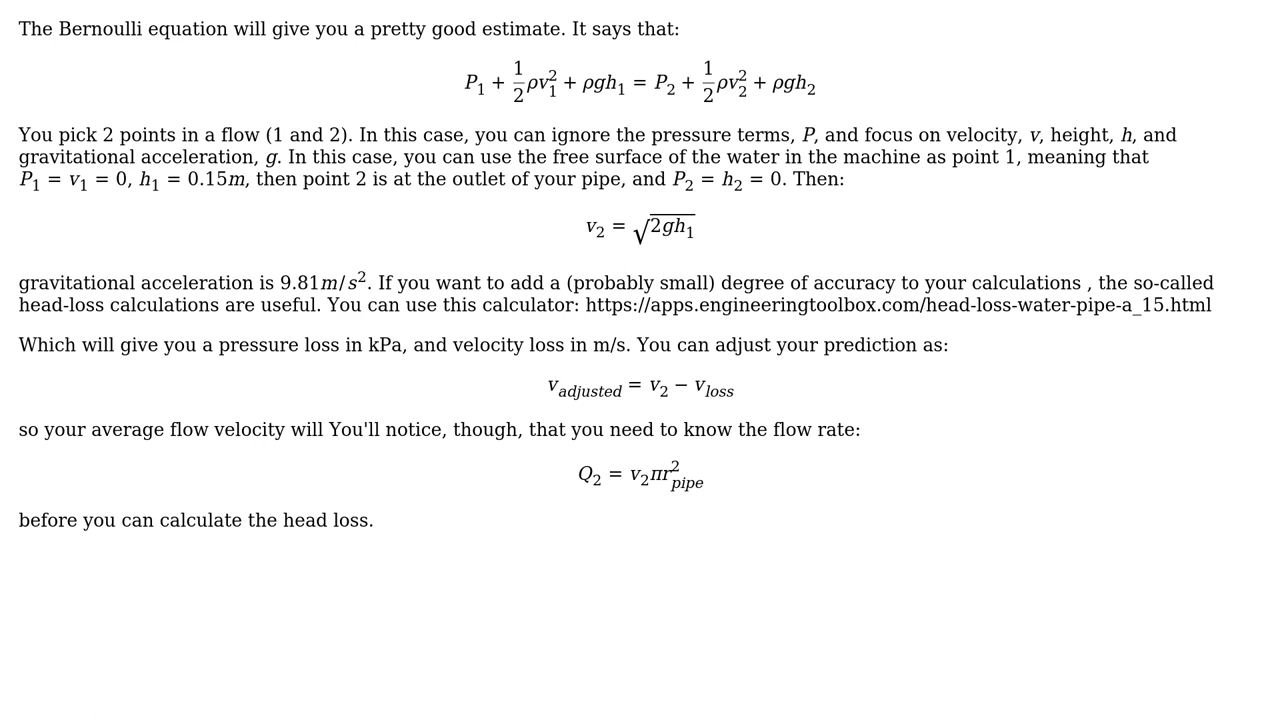 The Bernoulli equation will give you a pretty good estimate. It says that:
P₁ + 1/2 ρv₁² + ρgh₁ = P₂ + 1/2 ρv₂² + ρgh₂
You pick 2 points in a flow (1 and 2). In this case, you can ignore the pressure terms, P, and focus on velocity, v, height, h, and
gravitational acceleration, g. In this case, you can use the free surface of the water in the machine as point 1, meaning that
P₁ = v₁ = 0, h₁ = 0.15m, then point 2 is at the outlet of your pipe, and P₂ = h₂ = 0. Then:
v₂ = √(2gh₁)
gravitational acceleration is 9.81m/s². If you want to add a (probably small) degree of accuracy to your calculations , the so-called
head-loss calculations are useful. You can use this calculator: https://apps.engineeringtoolbox.com/head-loss-water-pipe-a_15.html
Which will give you a pressure loss in kPa, and velocity loss in m/s. You can adjust your prediction as:
v_adjusted = v₂ − v_loss
so your average flow velocity will You'll notice, though, that you need to know the flow rate:
Q₂ = v₂πr²_pipe
before you can calculate the head loss.